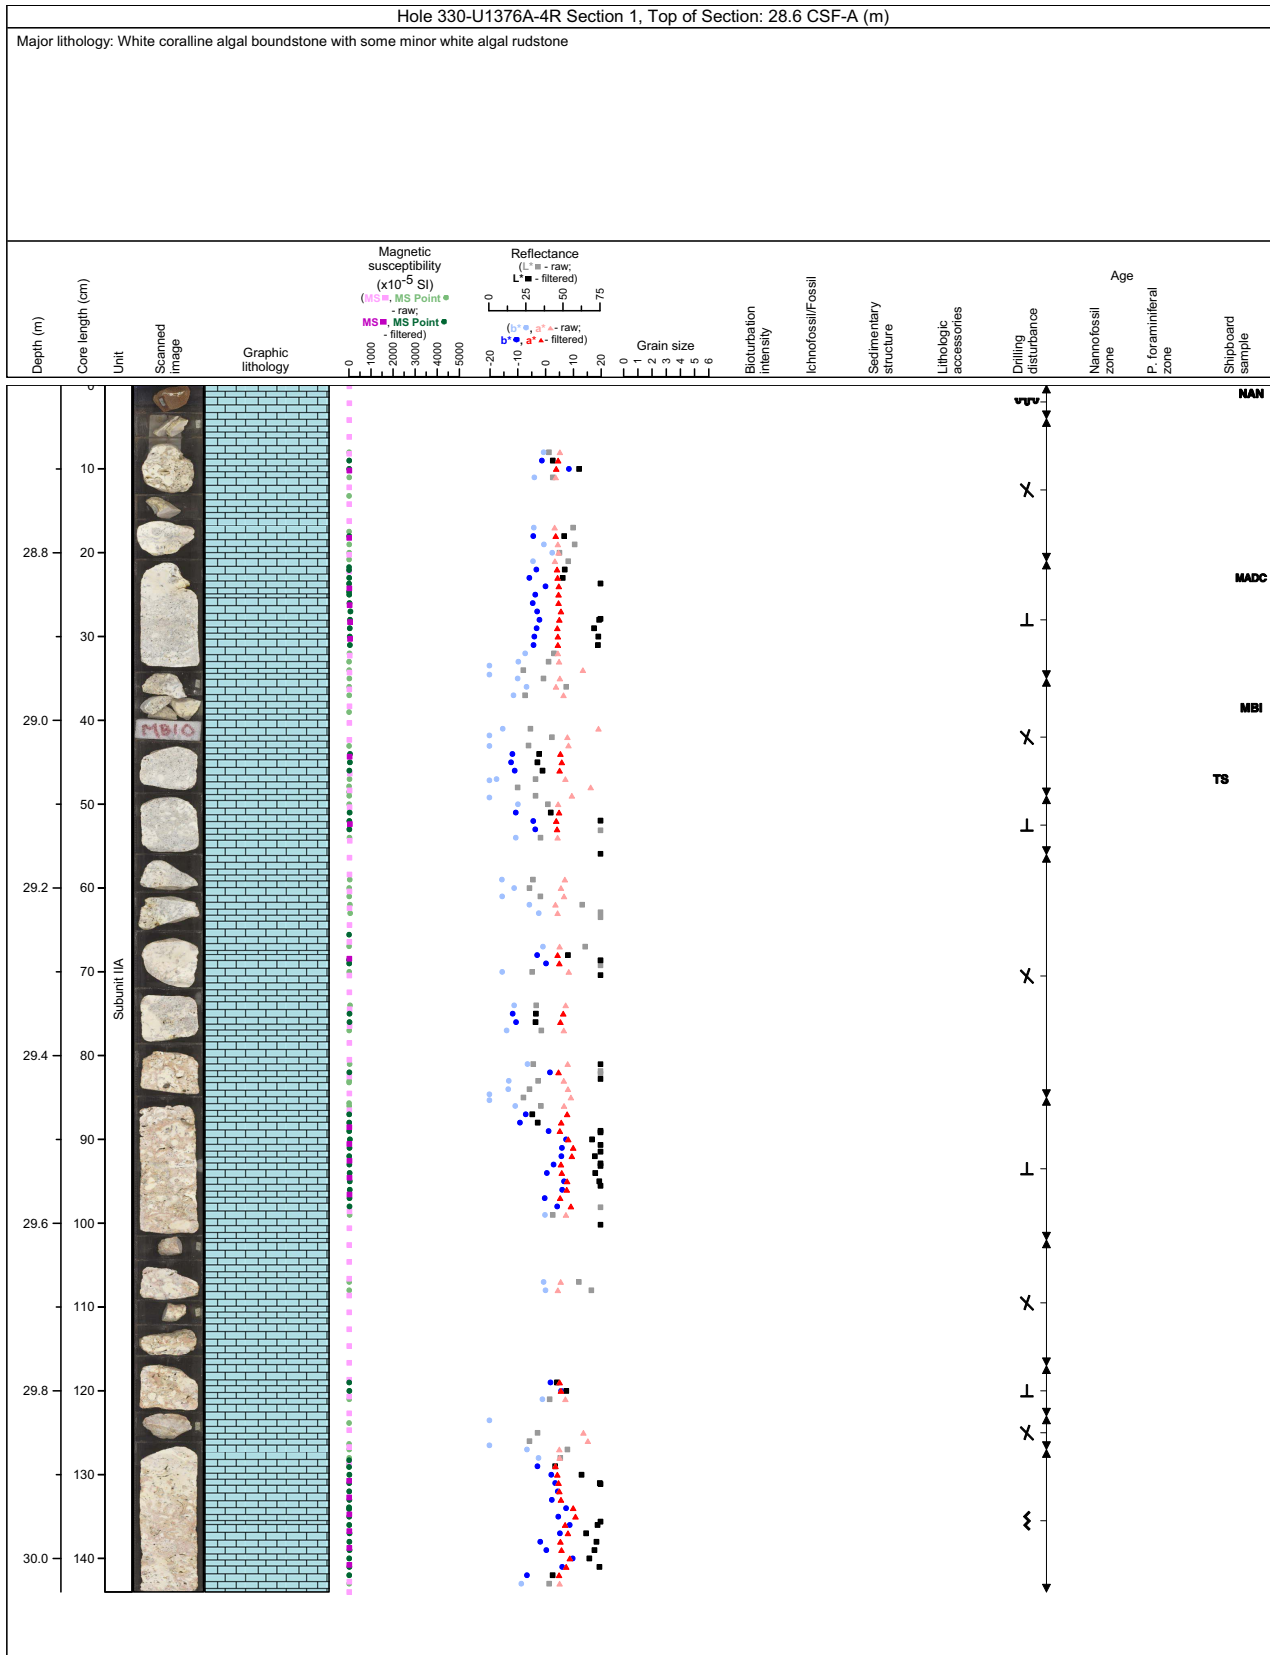 Hole 330-U1376A-4R Section 1, Top of Section: 28.6 CSF-A (m)
Major lithology: White coralline algal boundstone with some minor white algal rudstone
Depth (m)
Core length (cm)
Unit
Scanned
image
Graphic
lithology
Magnetic
susceptibility
(x10-5 SI)
(MS■, MS Point●
- raw;
MS■, MS Point●
- filtered)
0 1000 2000 3000 4000 5000
Reflectance
(L*■ - raw;
L*■ - filtered)
0 25 50 75
(b*●, a*▲- raw;
b*●, a*▲- filtered)
-20 -10 0 10 20
Grain size
0 1 2 3 4 5 6
Bioturbation
intensity
Ichnofossil/Fossil
Sedimentary
structure
Lithologic
accessories
Drilling
disturbance
Age
Nannofossil
zone
P. foraminiferal
zone
Shipboard
sample
0
NAN
10
28.8 20
MADC
30
29.0 40
MBI
MBIO
TS
50
29.2 60
70
Subunit IIA
29.4 80
90
29.6 100
110
29.8 120
130
30.0 140